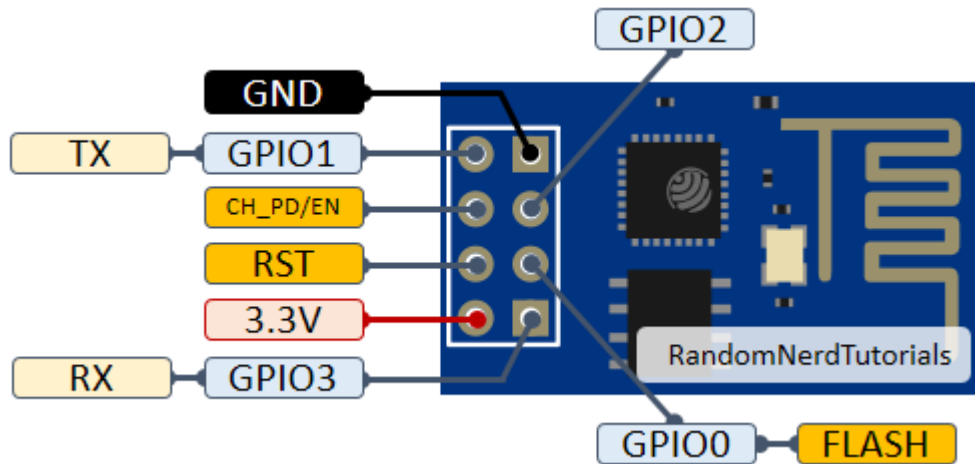 GPIO2
GND
TX GPIO1
CH_PD/EN
RST
3.3V
RandomNerdTutorials
RX GPIO3
GPIO0 FLASH